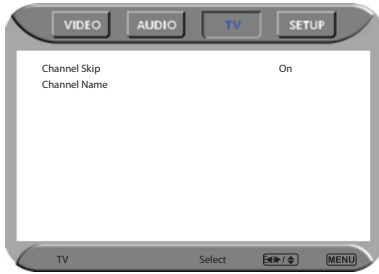 VIDEO AUDIO TV SETUP
Channel Skip On
Channel Name
TV Select / MENU